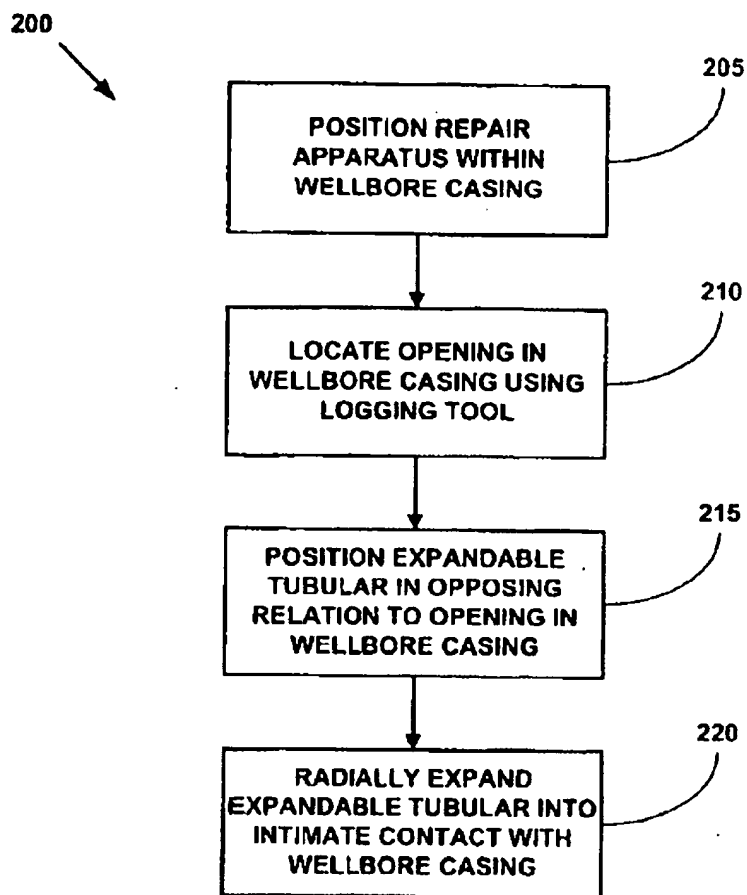 200
205
POSITION REPAIR
APPARATUS WITHIN
WELLBORE CASING
210
LOCATE OPENING IN
WELLBORE CASING USING
LOGGING TOOL
215
POSITION EXPANDABLE
TUBULAR IN OPPOSING
RELATION TO OPENING IN
WELLBORE CASING
220
RADIALLY EXPAND
EXPANDABLE TUBULAR INTO
INTIMATE CONTACT WITH
WELLBORE CASING